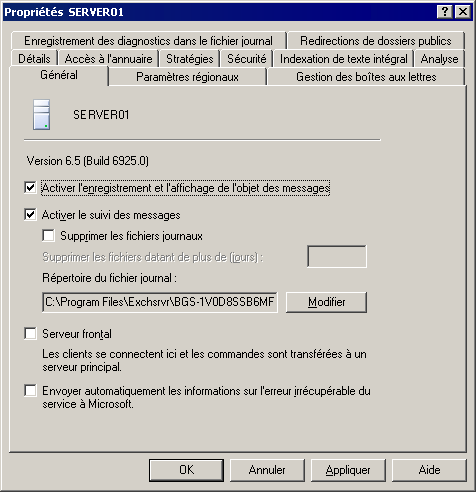 Propriétés SERVER01
Enregistrement des diagnostics dans le fichier journal
Redirections de dossiers publics
Détails
Accès à l'annuaire
Stratégies
Sécurité
Indexation de texte intégral
Analyse
Général
Paramètres régionaux
Gestion des boîtes aux lettres
SERVER01
Version 6.5 (Build 6925.0)
Activer l'enregistrement et l'affichage de l'objet des messages
Activer le suivi des messages
Supprimer les fichiers journaux
Supprimer les fichiers datant de plus de (jours) :
Répertoire du fichier journal :
C:\Program Files\Exchsrvr\BGS-1V0D8SSB6MF
Modifier
Serveur frontal
Les clients se connectent ici et les commandes sont transférées à un
serveur principal.
Envoyer automatiquement les informations sur l'erreur irrécupérable du
service à Microsoft.
OK
Annuler
Appliquer
Aide